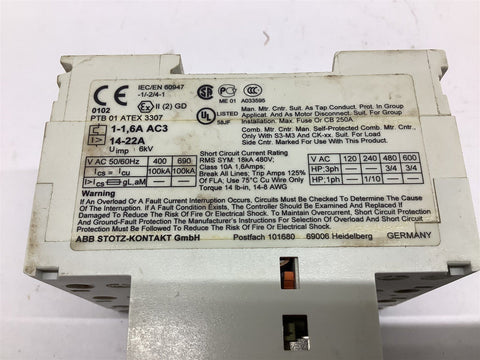 CE
0102
IEC/EN 60947
-1/-2/4-1
Ex II (2) GD
PTB 01 ATEX 3307
ME 01
A033595
LISTED
58JF
UL
CCC
1-1,6A AC3
I> 14-22A
Uimp 6kV
Man. Mtr. Cntr. Suit. As Tap Conduct. Prot. In Group
Applicat. And As Motor Disconnect. Suit. For Group
Installation. Max. Fuse Or CB 250A
Comb. Mtr. Cntr. Man. Self-Protected Comb. Mtr. Cntr.
Only With S3-M3 And CK-xx. Suit. For Load
Side Cntrl. Marked For Use With This Product
V AC 50/60Hz 400 690
Ics = Icu 100kA 100kA
I> Ics gL,aM
Short Circuit Current Rating
RMS SYM: 18kA 480V;
Class 10A 1,6Amps;
Break All Lines; Trip Amps 125%
Of FLA; Use 75°C Cu Wire Only
Torque 14 lb-in, 14-8 AWG
V AC 120 240 480 600
HP,3ph — — 3/4 3/4
HP,1ph — 1/10 — —
Warning
If An Overload Or A Fault Current Interruption Occurs, Circuits Must Be Checked To Determine The Cause
Of The Interruption. If A Fault Condition Exists, The Controller Should Be Examined And Replaced If
Damaged To Reduce The Risk Of Fire Or Electrical Shock. To Maintain Overcurrent, Short Circuit Protection
And Ground-Fault Protection The Manufacturer's Instructions For Selection Of Overload And Short Circuit
Protection Must Be Followed To Reduce The Risk Of Fire Or Electrical Shock.
ABB STOTZ-KONTAKT GmbH Postfach 101680 69006 Heidelberg GERMANY